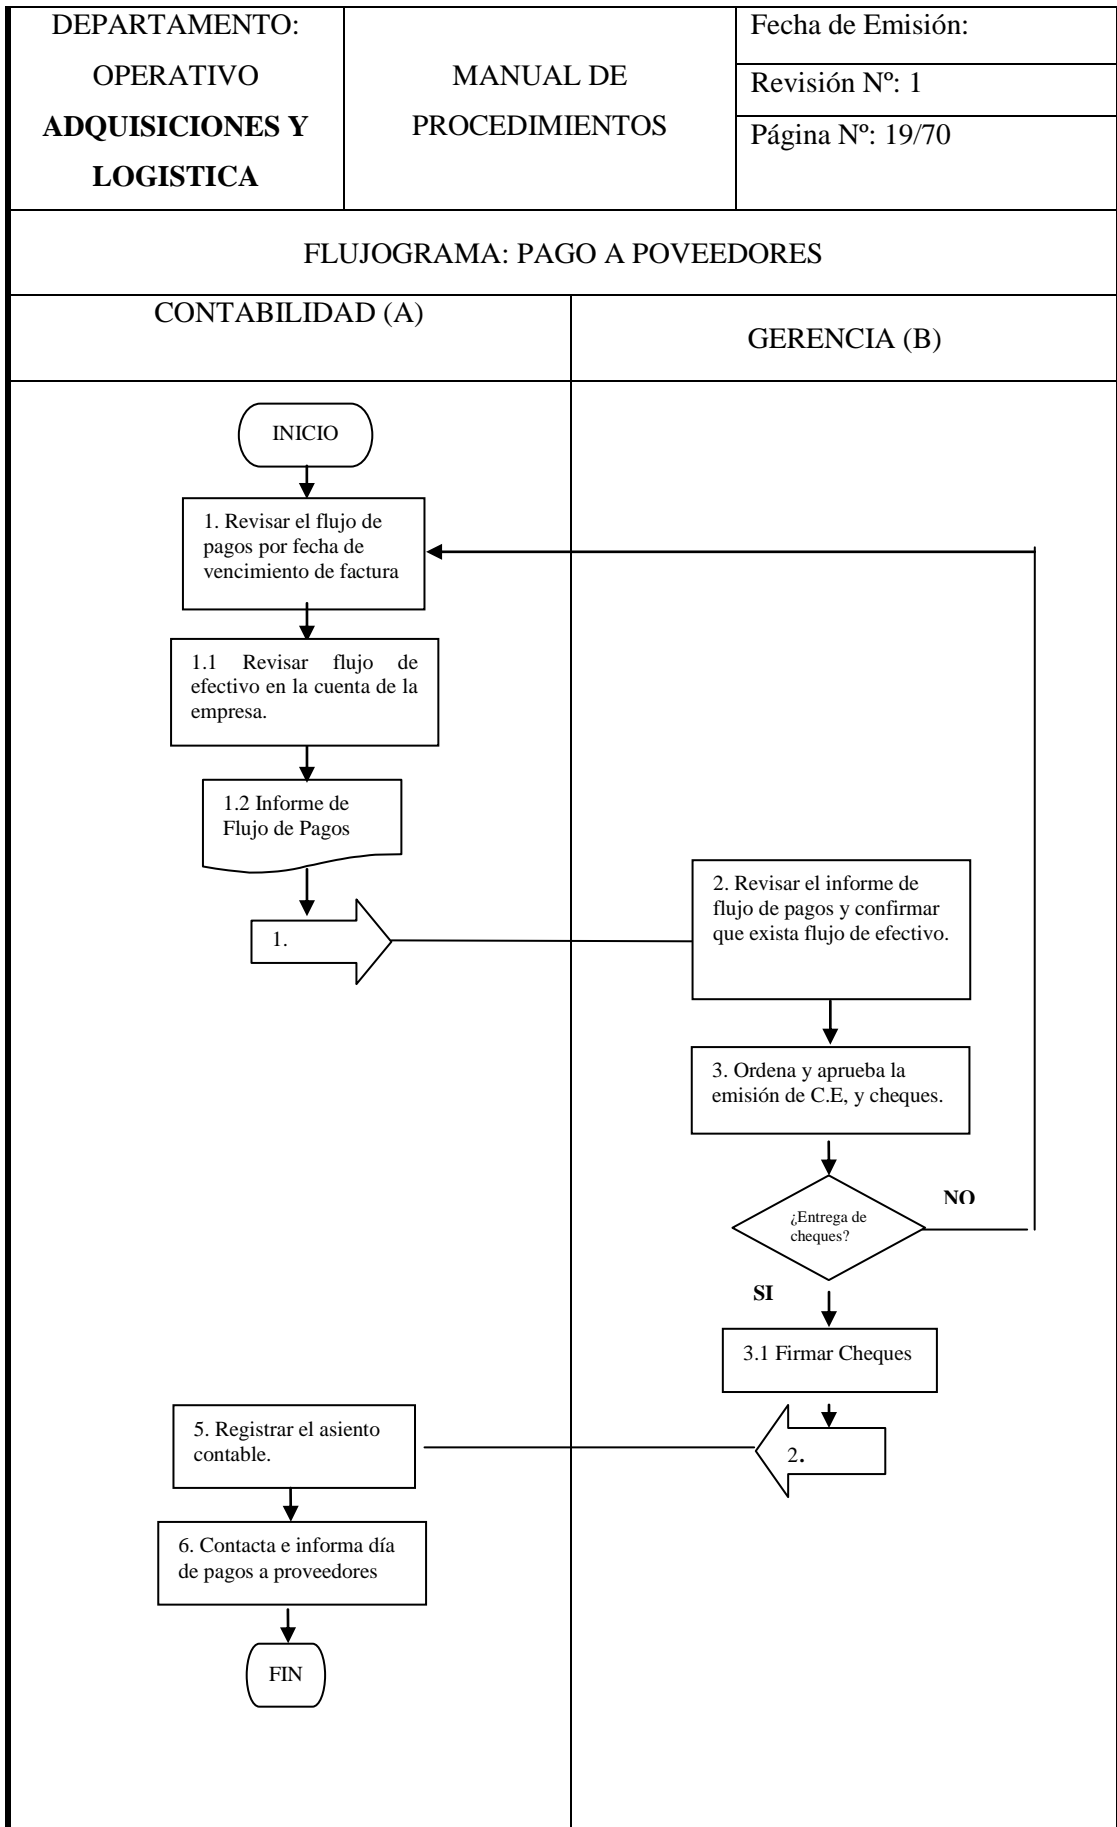 DEPARTAMENTO:
OPERATIVO
ADQUISICIONES Y
LOGISTICA
MANUAL DE
PROCEDIMIENTOS
Fecha de Emisión:
Revisión Nº: 1
Página Nº: 19/70
FLUJOGRAMA: PAGO A POVEEDORES
CONTABILIDAD (A)
GERENCIA (B)
INICIO
1. Revisar el flujo de
pagos por fecha de
vencimiento de factura
1.1 Revisar flujo de
efectivo en la cuenta de la
empresa.
1.2 Informe de
Flujo de Pagos
1.
2. Revisar el informe de
flujo de pagos y confirmar
que exista flujo de efectivo.
3. Ordena y aprueba la
emisión de C.E, y cheques.
¿Entrega de
cheques?
NO
SI
3.1 Firmar Cheques
2.
5. Registrar el asiento
contable.
6. Contacta e informa día
de pagos a proveedores
FIN